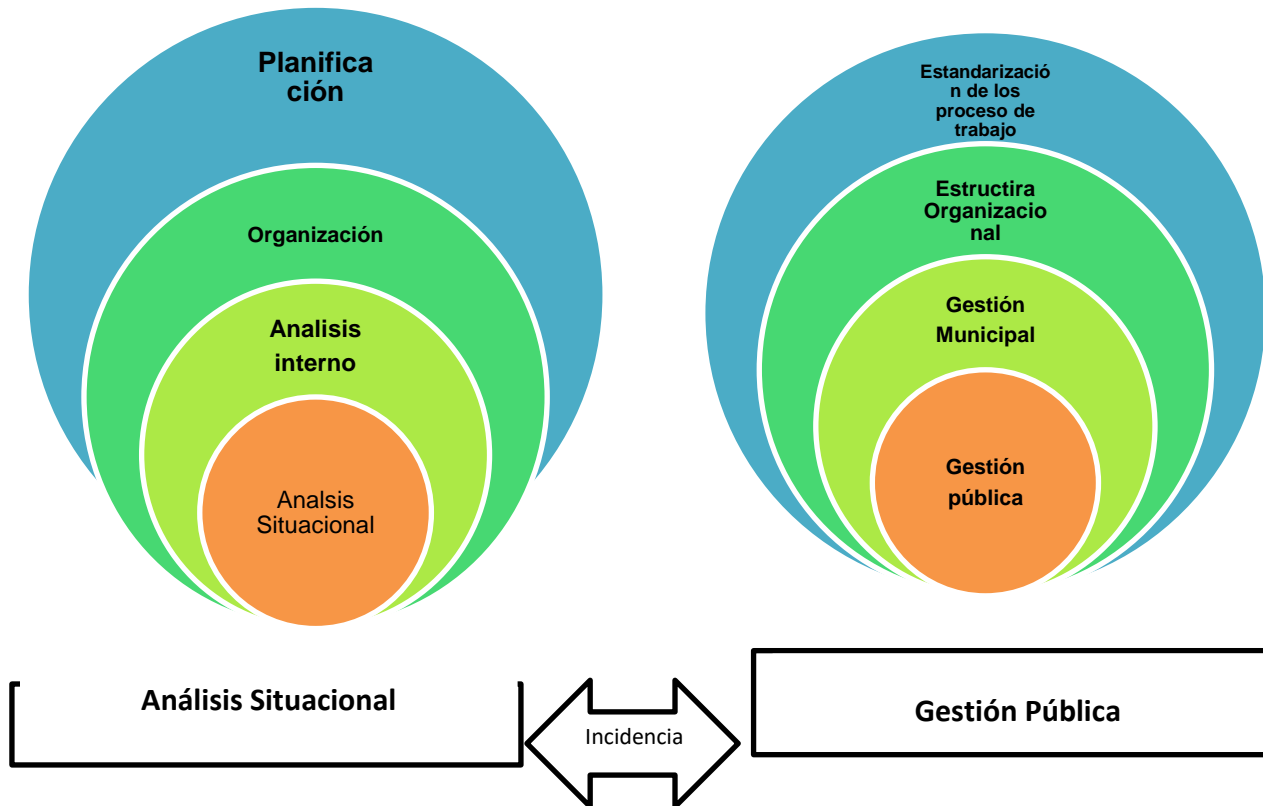 Planifica
ción
Organización
Analisis
interno
Analsis
Situacional
Estandarizació
n de los
proceso de
trabajo
Estructira
Organizacio
nal
Gestión
Municipal
Gestión
pública
Análisis Situacional
Incidencia
Gestión Pública